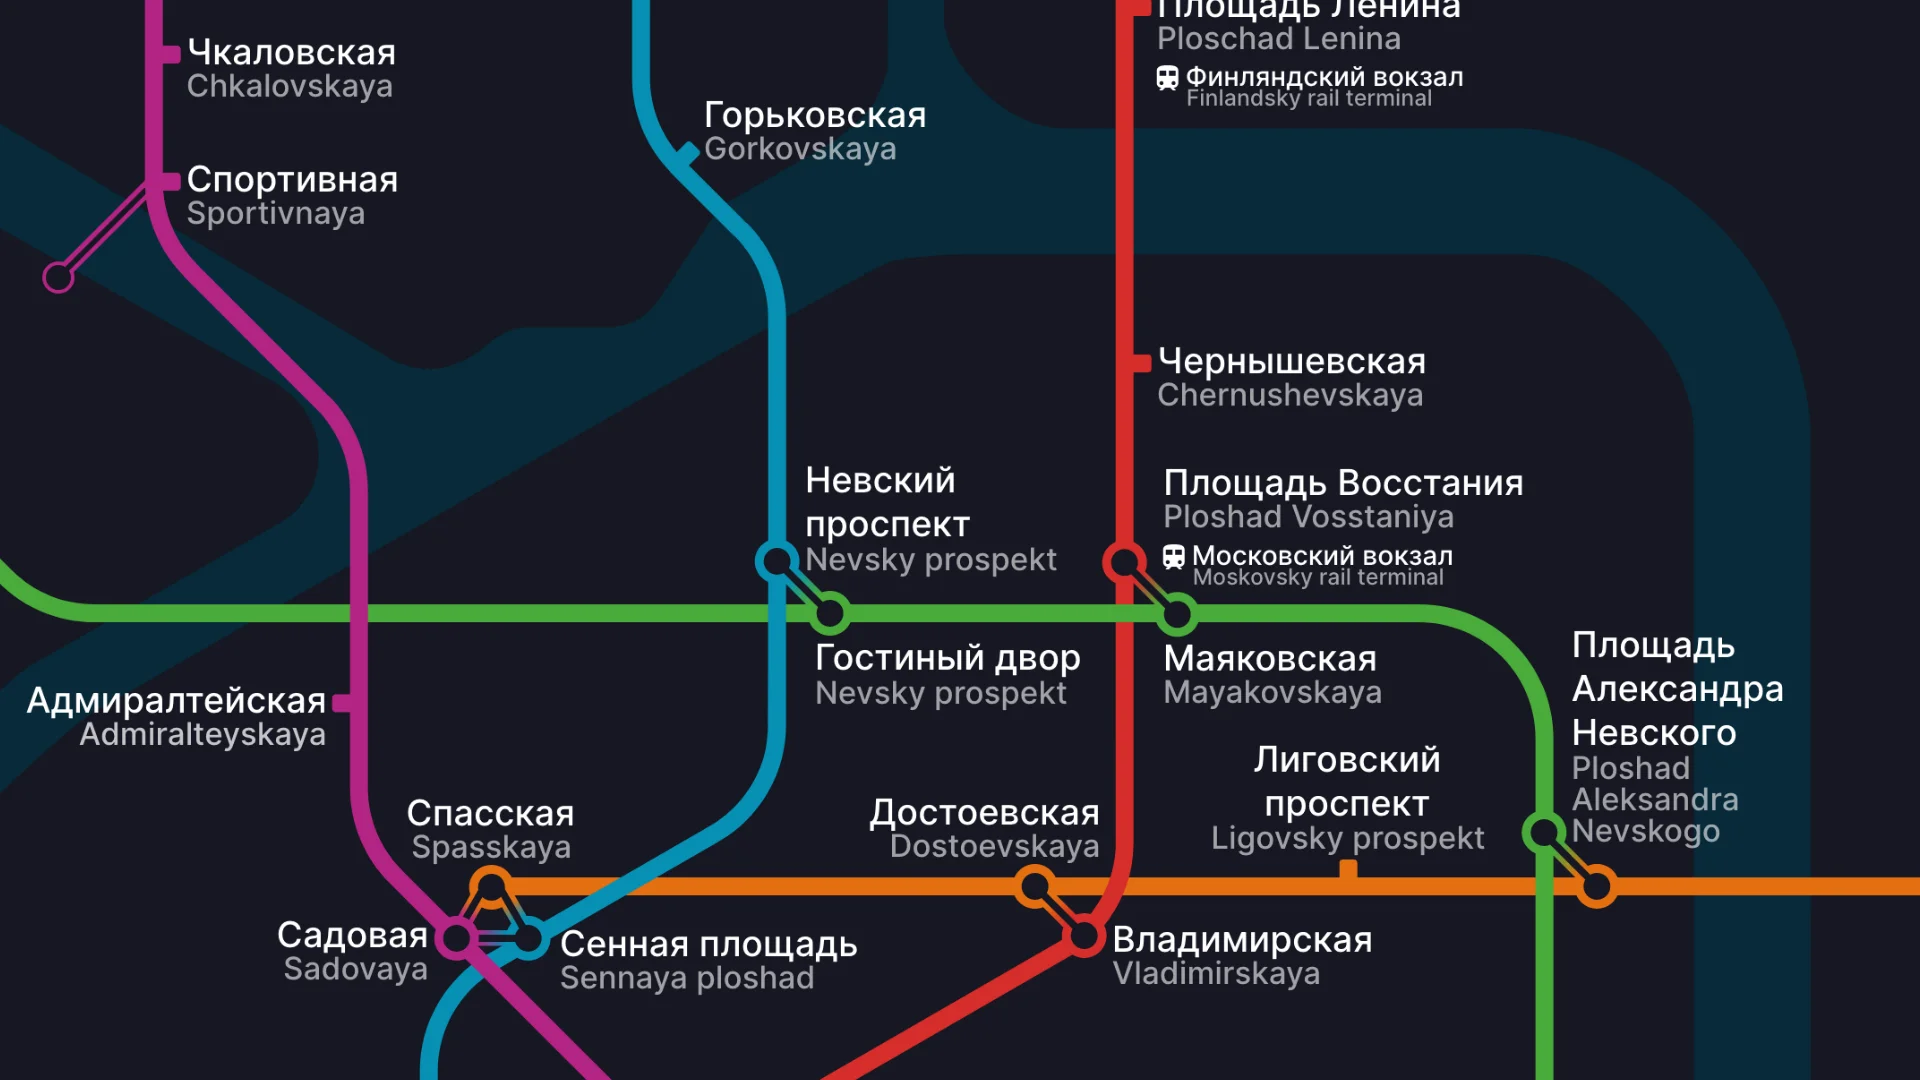 Площадь Ленина
Ploschad Lenina
Финляндский вокзал
Finlandsky rail terminal
Чкаловская
Chkalovskaya
Горьковская
Gorkovskaya
Спортивная
Sportivnaya
Чернышевская
Chernushevskaya
Невский
проспект
Nevsky prospekt
Площадь Восстания
Ploshad Vosstaniya
Московский вокзал
Moskovsky rail terminal
Гостиный двор
Nevsky prospekt
Маяковская
Mayakovskaya
Площадь
Александра
Невского
Ploshad
Aleksandra
Nevskogo
Адмиралтейская
Admiralteyskaya
Лиговский
проспект
Ligovsky prospekt
Спасская
Spasskaya
Достоевская
Dostoevskaya
Садовая
Sadovaya
Сенная площадь
Sennaya ploshad
Владимирская
Vladimirskaya